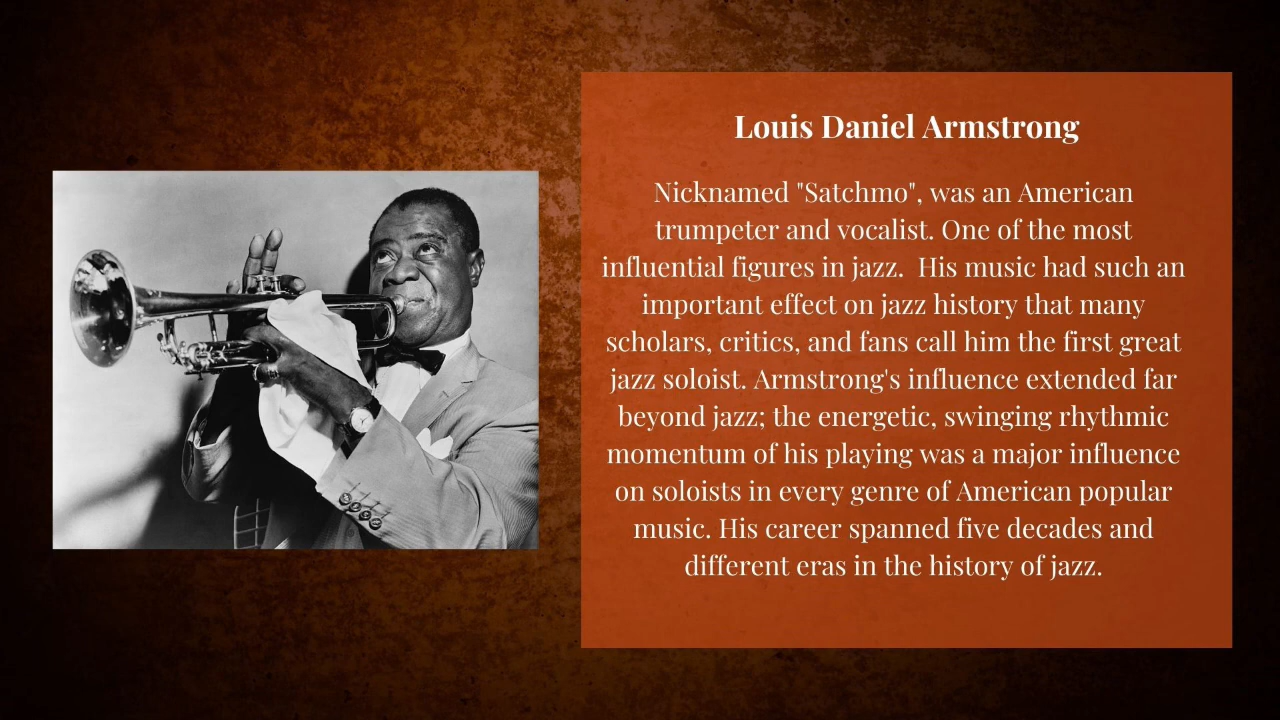 Louis Daniel Armstrong
Nicknamed "Satchmo", was an American
trumpeter and vocalist. One of the most
influential figures in jazz.  His music had such an
important effect on jazz history that many
scholars, critics, and fans call him the first great
jazz soloist. Armstrong's influence extended far
beyond jazz; the energetic, swinging rhythmic
momentum of his playing was a major influence
on soloists in every genre of American popular
music. His career spanned five decades and
different eras in the history of jazz.